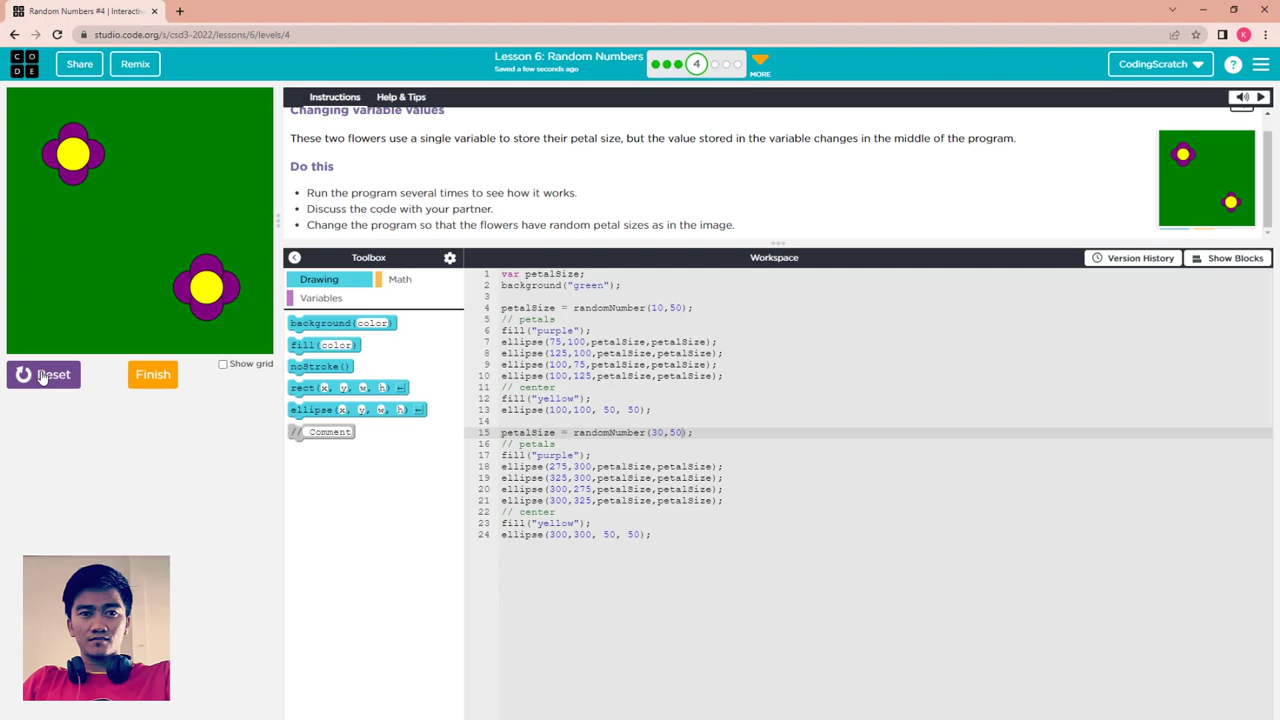 Random Numbers #4 | Interactiv
studio.code.org/s/csd3-2022/lessons/6/levels/4
K
C O
D E
Share
Remix
Lesson 6: Random Numbers
Saved a few seconds ago
4
MORE
CodingScratch
?
Instructions
Help & Tips
Changing variable values
These two flowers use a single variable to store their petal size, but the value stored in the variable changes in the middle of the program.
Do this
• Run the program several times to see how it works.
• Discuss the code with your partner.
• Change the program so that the flowers have random petal sizes as in the image.
Toolbox
Workspace
Version History
Show Blocks
Drawing
Math
Variables
background(color)
fill(color)
noStroke()
rect(x, y, w, h)
ellipse(x, y, w, h)
// Comment
Reset
Finish
Show grid
1 var petalSize;
2 background("green");
3
4 petalSize = randomNumber(10,50);
5 // petals
6 fill("purple");
7 ellipse(75,100,petalSize,petalSize);
8 ellipse(125,100,petalSize,petalSize);
9 ellipse(100,75,petalSize,petalSize);
10 ellipse(100,125,petalSize,petalSize);
11 // center
12 fill("yellow");
13 ellipse(100,100, 50, 50);
14
15 petalSize = randomNumber(30,50);
16 // petals
17 fill("purple");
18 ellipse(275,300,petalSize,petalSize);
19 ellipse(325,300,petalSize,petalSize);
20 ellipse(300,275,petalSize,petalSize);
21 ellipse(300,325,petalSize,petalSize);
22 // center
23 fill("yellow");
24 ellipse(300,300, 50, 50);